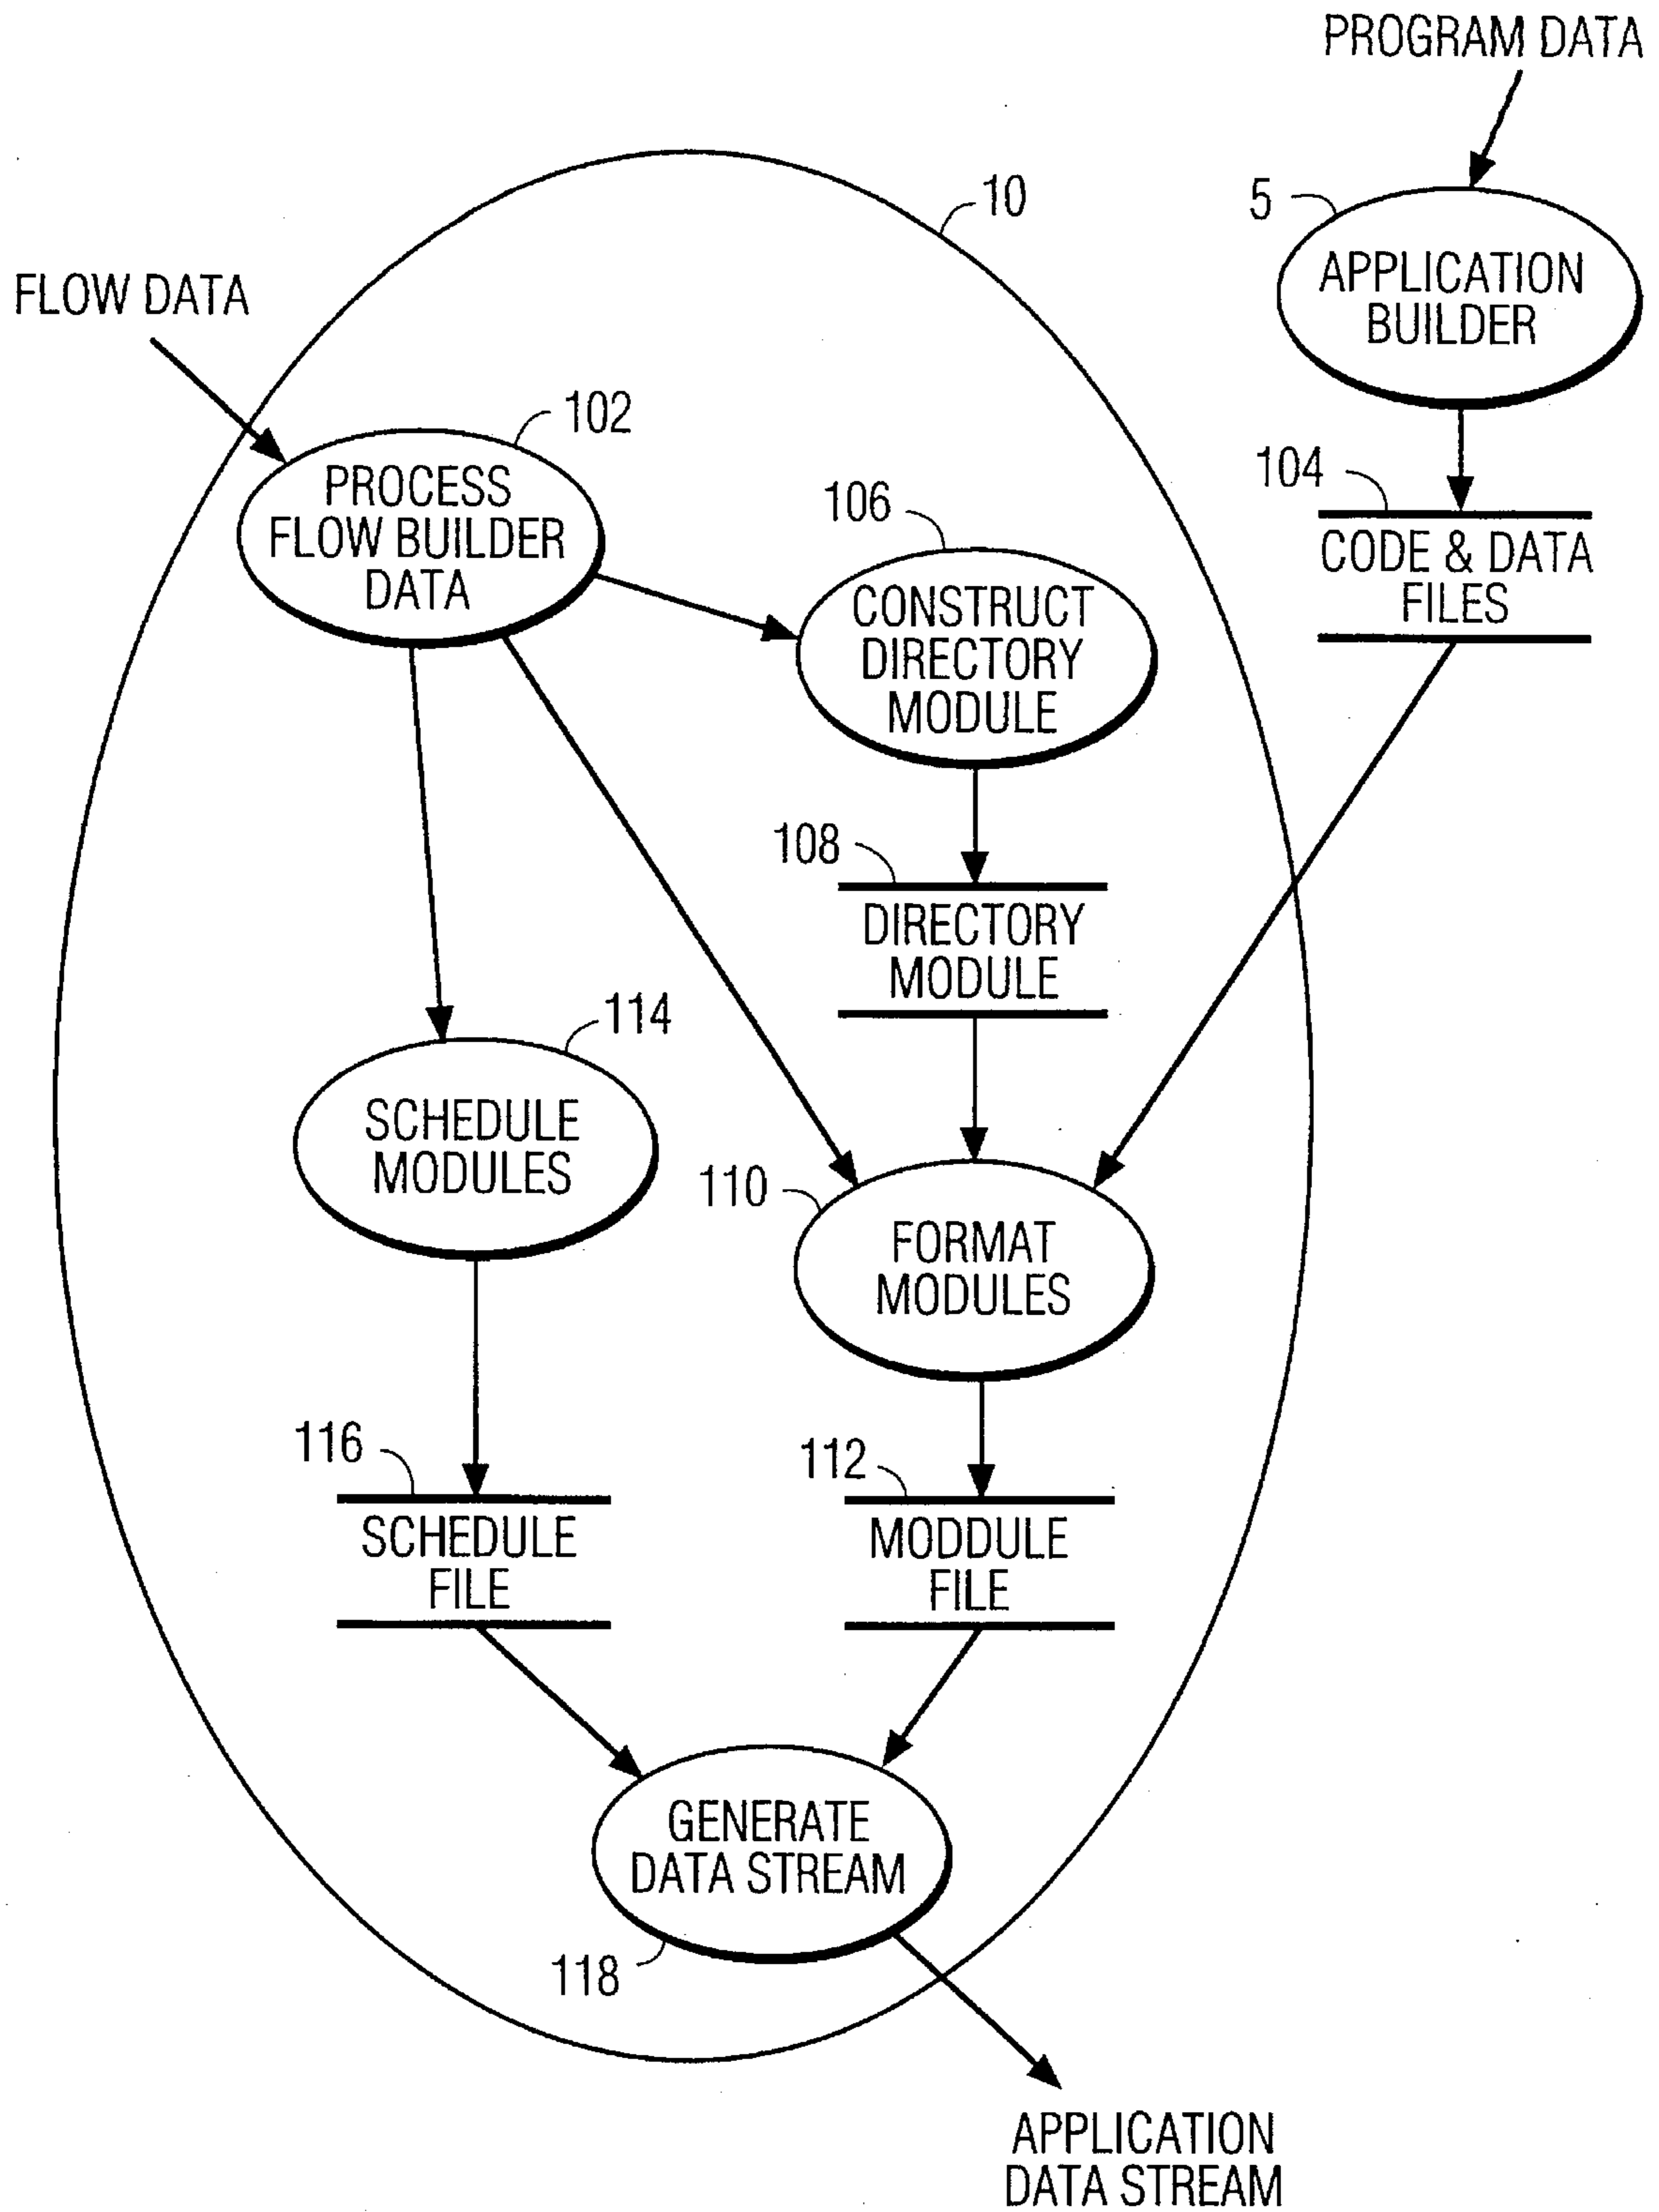 PROGRAM DATA
10
5
APPLICATION
BUILDER
FLOW DATA
102
PROCESS
FLOW BUILDER
DATA
104
CODE & DATA
FILES
106
CONSTRUCT
DIRECTORY
MODULE
108
DIRECTORY
MODULE
114
SCHEDULE
MODULES
110
FORMAT
MODULES
116
SCHEDULE
FILE
112
MODDULE
FILE
GENERATE
DATA STREAM
118
APPLICATION
DATA STREAM